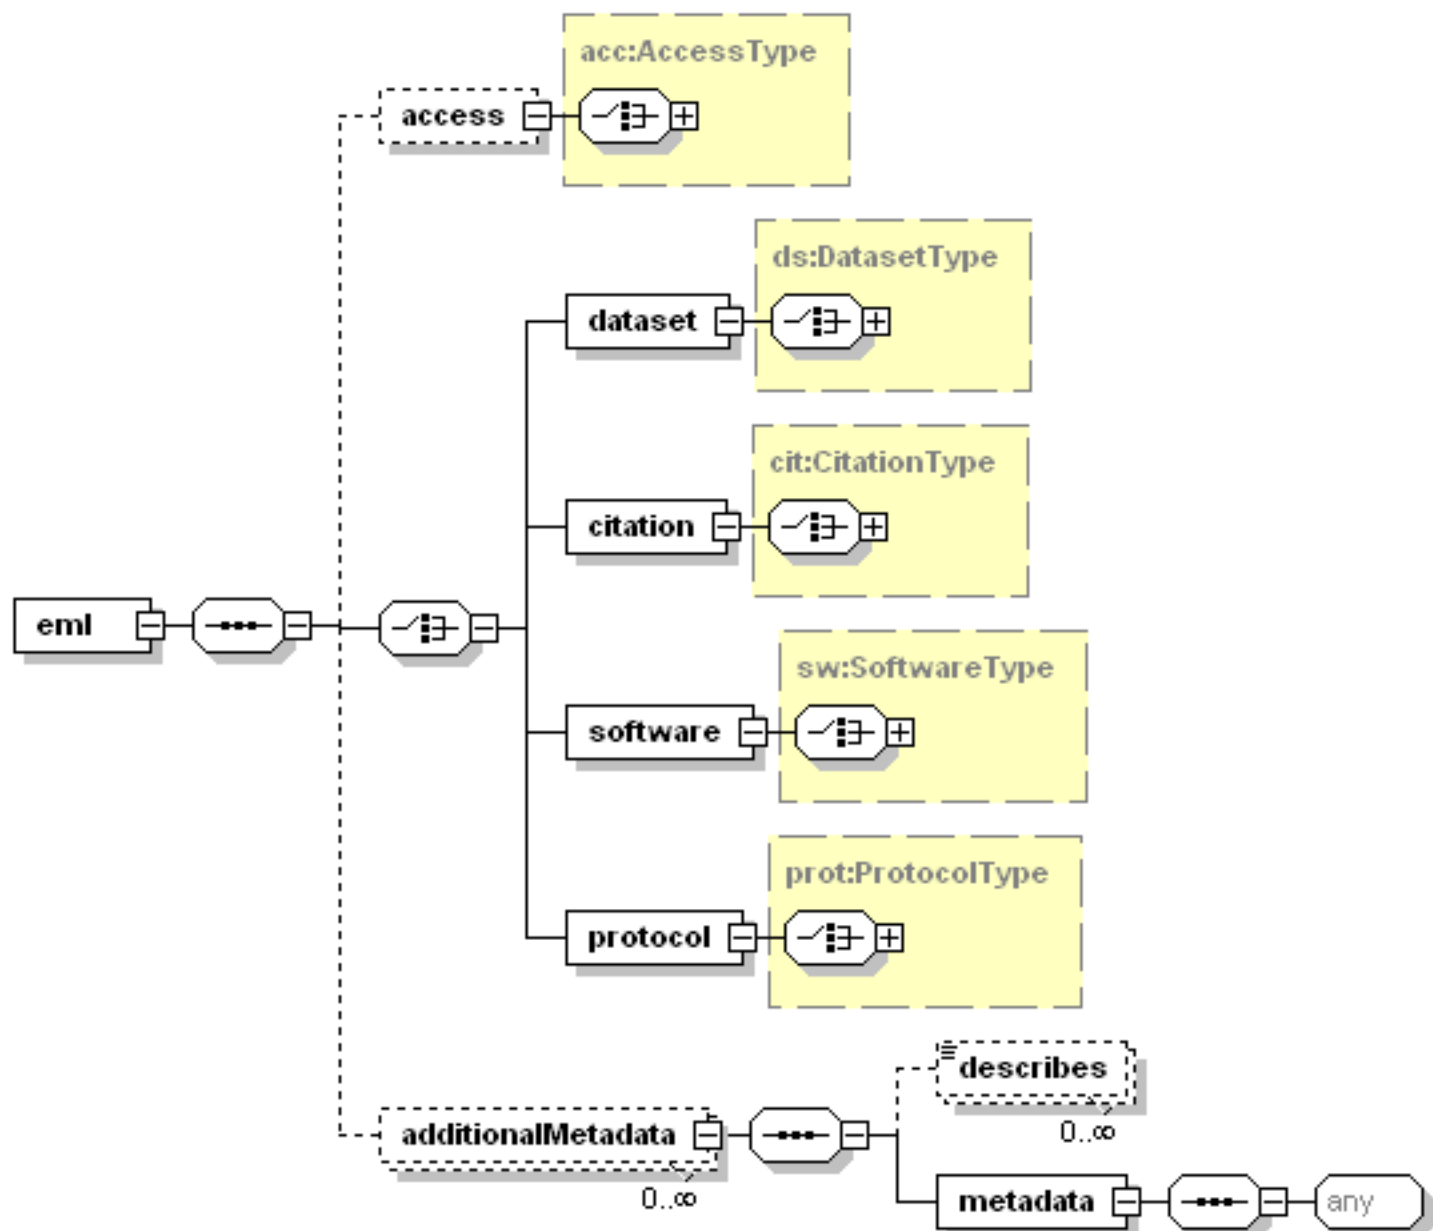 acc:AccessType
access
ds:DatasetType
dataset
cit:CitationType
citation
eml
sw:SoftwareType
software
prot:ProtocolType
protocol
describes
0..∞
additionalMetadata
0..∞
metadata
any